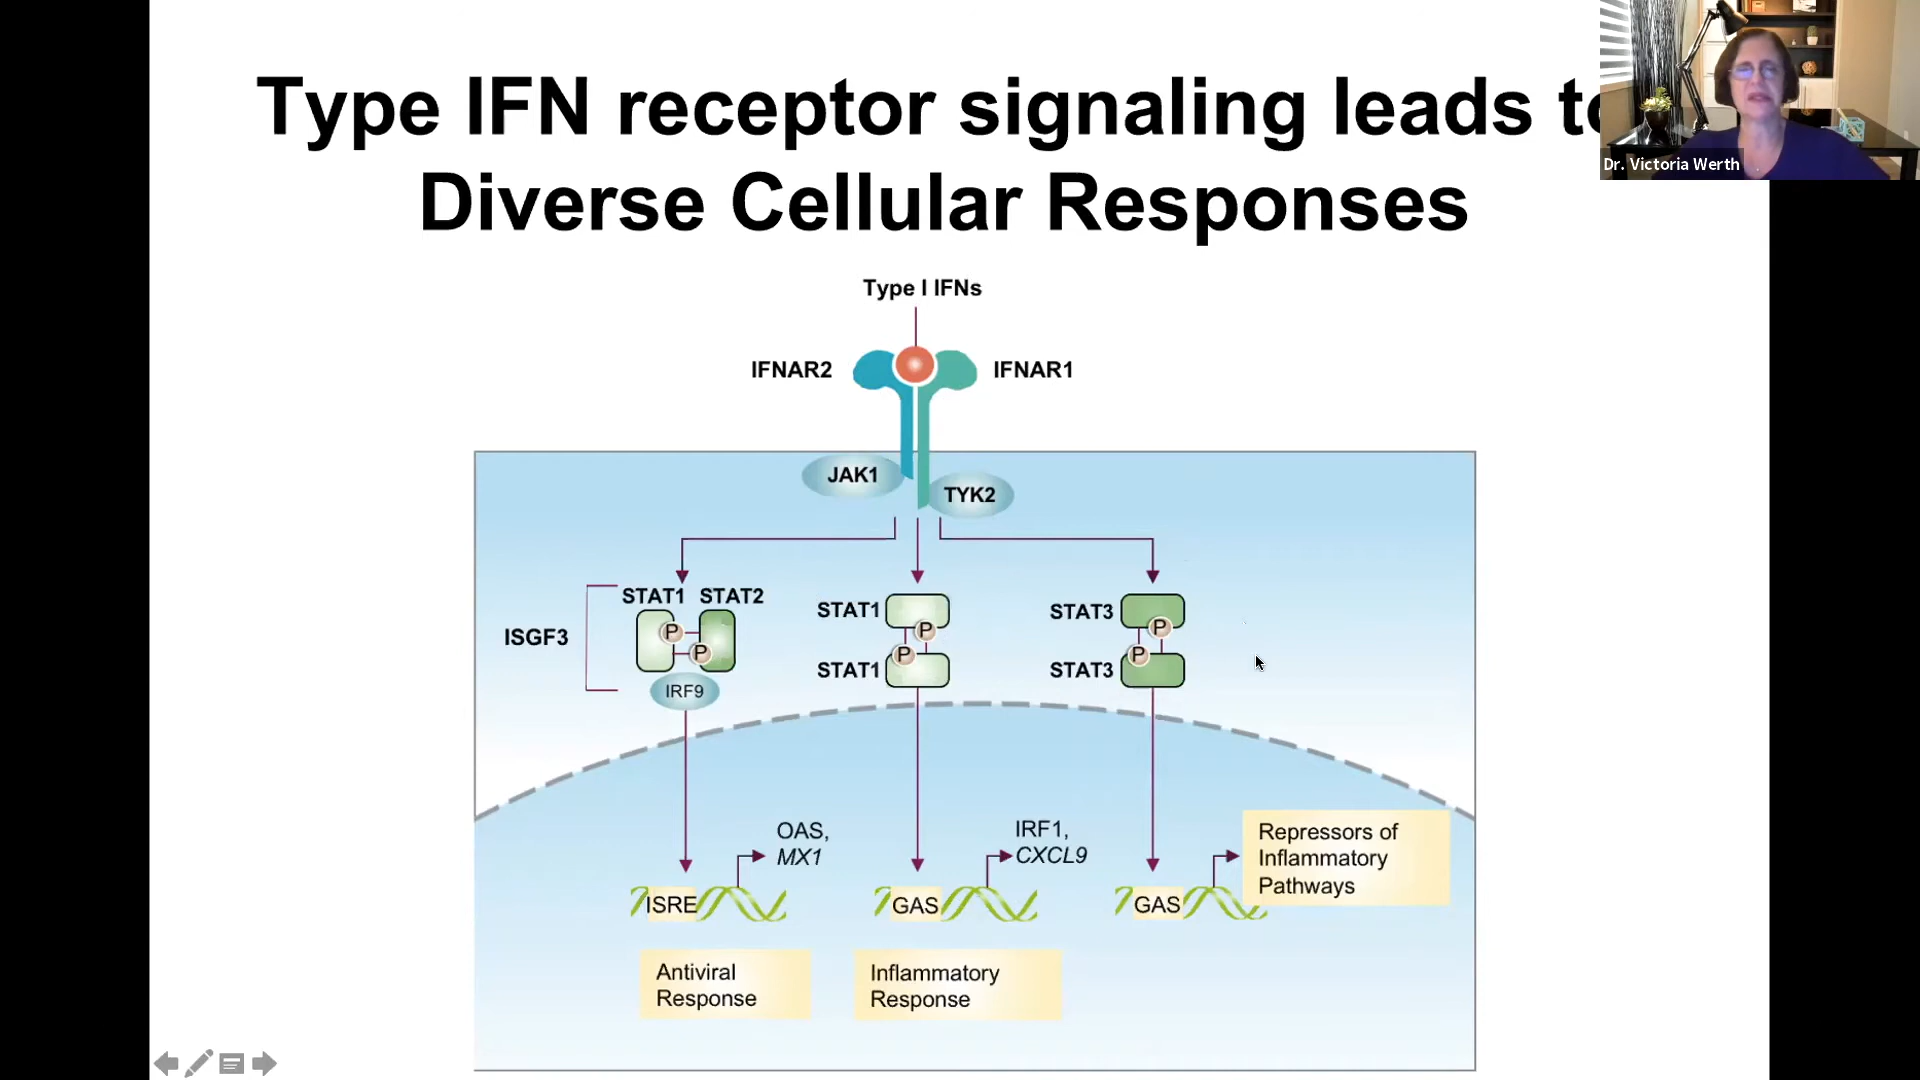 Type IFN receptor signaling leads
Diverse Cellular Responses
Dr. Victoria Werth
Type I IFNs
IFNAR2
IFNAR1
JAK1
TYK2
STAT1 STAT2
P
P
ISGF3
IRF9
STAT1
P
P
STAT1
STAT3
P
P
STAT3
OAS,
MX1
IRF1,
CXCL9
Repressors of
Inflammatory
Pathways
ISRE
GAS
GAS
Antiviral
Response
Inflammatory
Response